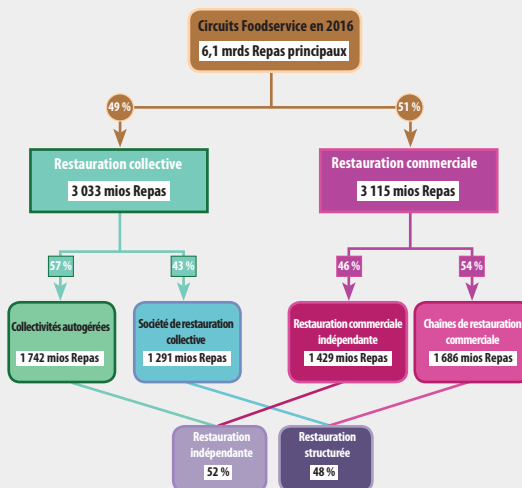 Circuits Foodservice en 2016
6,1 mrds Repas principaux
49 %
51 %
Restauration collective
3 033 mios Repas
Restauration commerciale
3 115 mios Repas
57 %
43 %
46 %
54 %
Collectivités autogérées
1 742 mios Repas
Société de restauration
collective
1 291 mios Repas
Restauration commerciale
indépendante
1 429 mios Repas
Chaînes de restauration
commerciale
1 686 mios Repas
Restauration
indépendante
52 %
Restauration
structurée
48 %